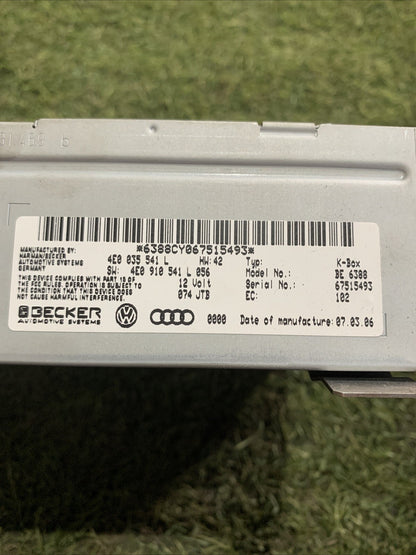 *6388CY067515493*
MANUFACTURED BY:
HARMAN/BECKER
AUTOMOTIVE SYSTEMS
GERMANY
4E0 035 541 L HW: 42 Typ: K-Box
SW: 4E0 910 541 L 056 Model No.: BE 6388
THIS DEVICE COMPLIES WITH PART 15 OF
THE FCC RULES. OPERATION IS SUBJECT TO
THE CONDITION THAT THIS DEVICE DOES
NOT CAUSE HARMFUL INTERFERENCE.
12 Volt Serial No.: 67515493
074 JTB EC: 102
BECKER
AUTOMOTIVE SYSTEMS
0000 Date of manufacture: 07.03.06